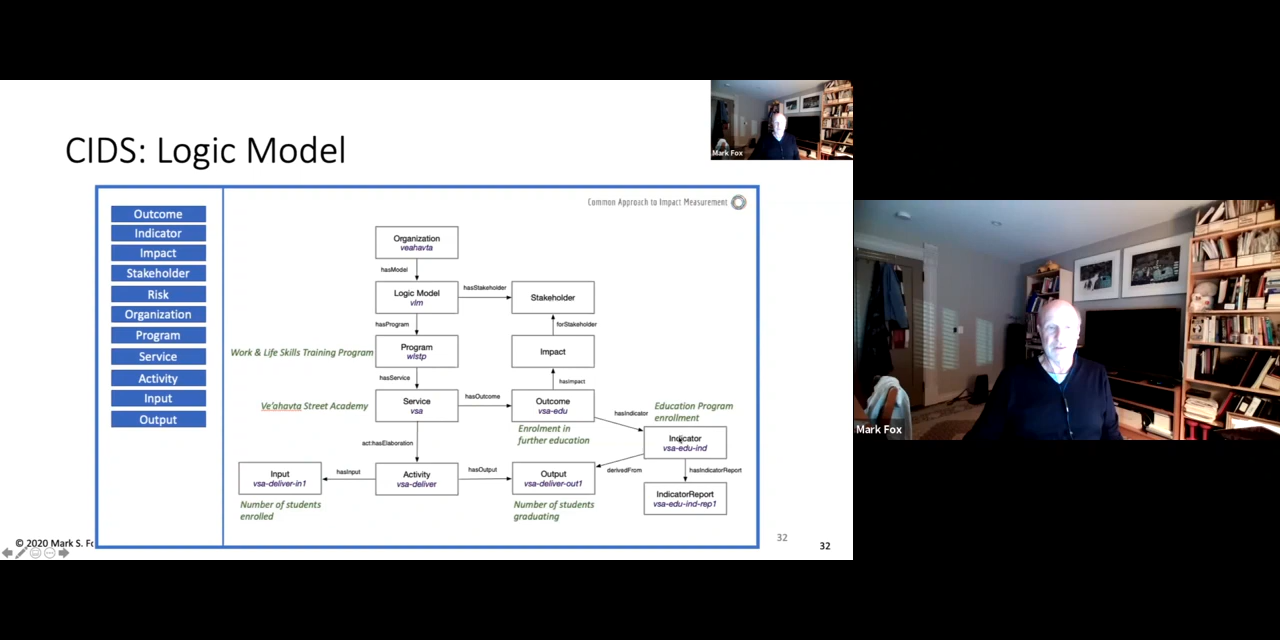 CIDS: Logic Model
Mark Fox
Outcome
Indicator
Impact
Stakeholder
Risk
Organization
Program
Service
Activity
Input
Output
Common Approach to Impact Measurement
Organization
veahavta
hasModel
Logic Model
vlm
hasStakeholder
Stakeholder
hasProgram
forStakeholder
Work & Life Skills Training Program
Program
wlstp
Impact
hasService
hasImpact
Ve'ahavta Street Academy
Service
vsa
hasOutcome
Outcome
vsa-edu
hasIndicator
Education Program
enrollment
Enrolment in
further education
Indicator
vsa-edu-ind
act:hasElaboration
derivedFrom
hasIndicatorReport
Input
vsa-deliver-in1
hasInput
Activity
vsa-deliver
hasOutput
Output
vsa-deliver-out1
IndicatorReport
vsa-edu-ind-rep1
Number of students
enrolled
Number of students
graduating
© 2020 Mark S. Fo
32
32
Mark Fox